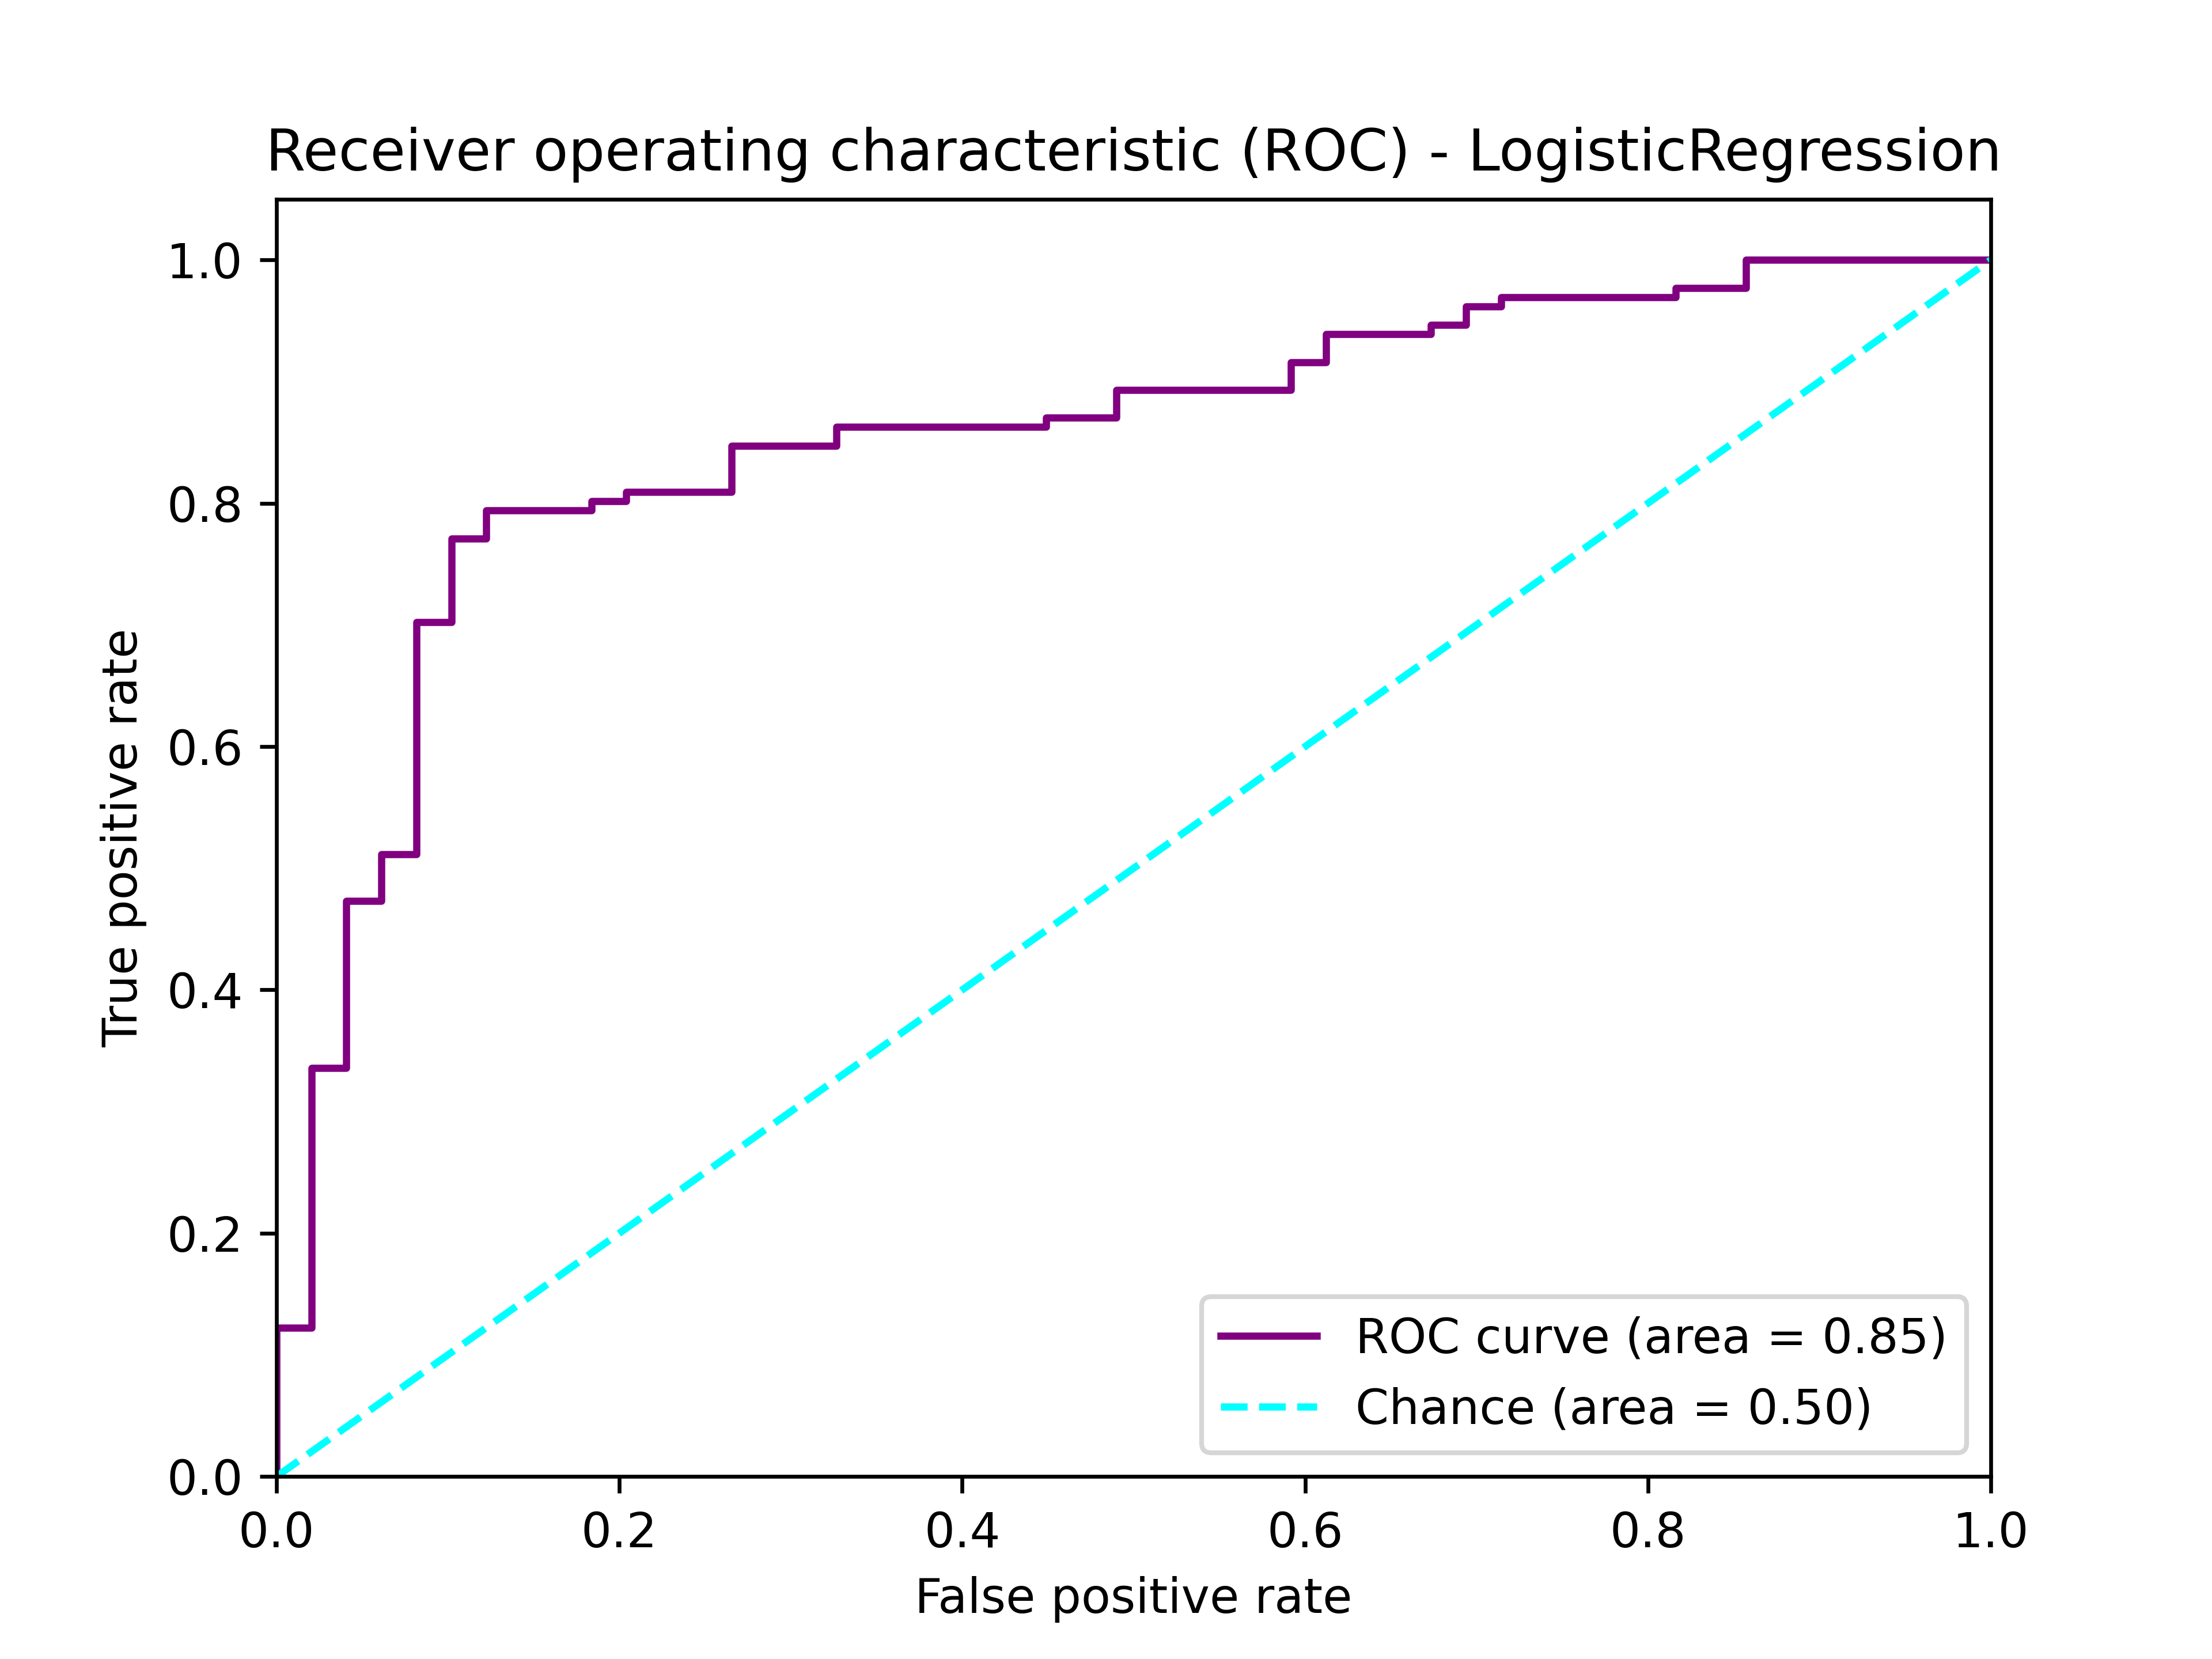 Receiver operating characteristic (ROC) - LogisticRegression
1.0
0.8
0.6
0.4
0.2
0.0
True positive rate
ROC curve (area = 0.85)
Chance (area = 0.50)
0.0 0.2 0.4 0.6 0.8 1.0
False positive rate